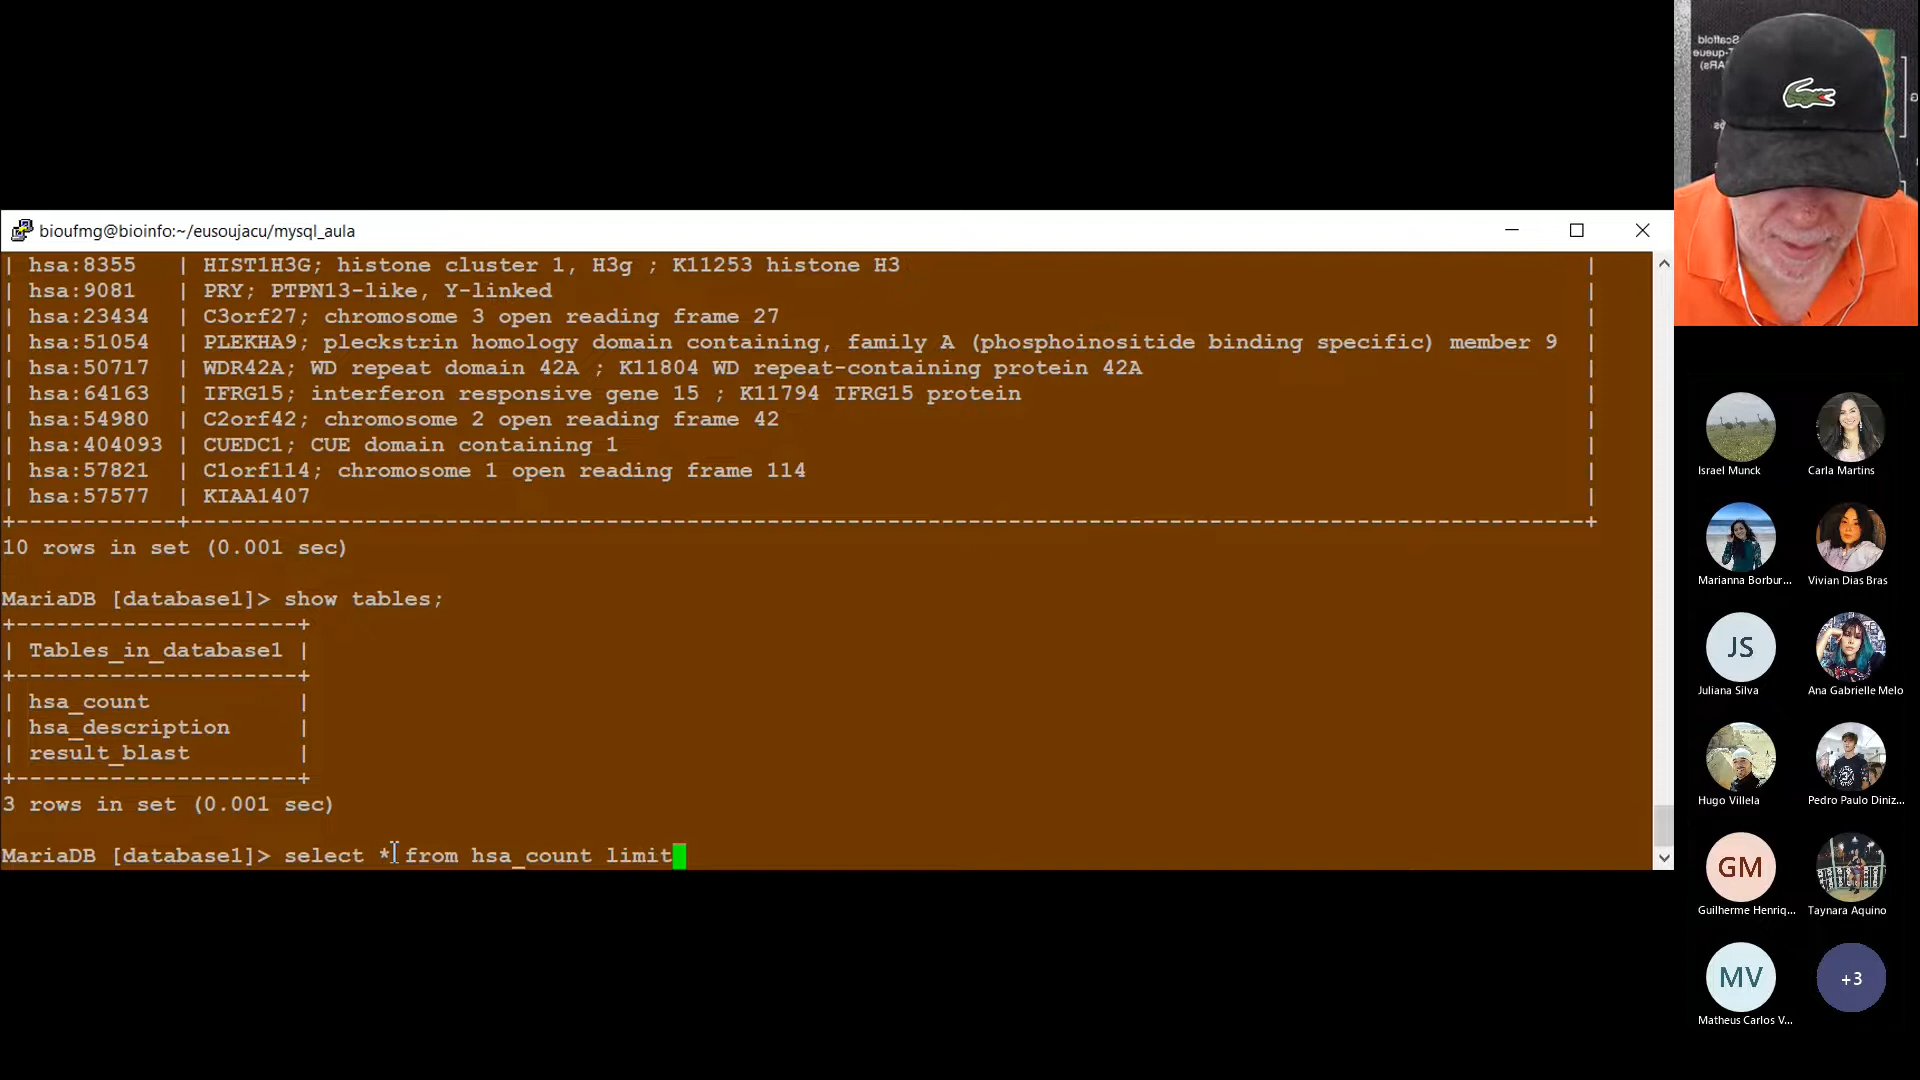 bioufmg@bioinfo:~/eusoujacu/mysql_aula
| hsa:8355 | HIST1H3G; histone cluster 1, H3g ; K11253 histone H3 |
| hsa:9081 | PRY; PTPN13-like, Y-linked |
| hsa:23434 | C3orf27; chromosome 3 open reading frame 27 |
| hsa:51054 | PLEKHA9; pleckstrin homology domain containing, family A (phosphoinositide binding specific) member 9 |
| hsa:50717 | WDR42A; WD repeat domain 42A ; K11804 WD repeat-containing protein 42A |
| hsa:64163 | IFRG15; interferon responsive gene 15 ; K11794 IFRG15 protein |
| hsa:54980 | C2orf42; chromosome 2 open reading frame 42 |
| hsa:404093 | CUEDC1; CUE domain containing 1 |
| hsa:57821 | C1orf114; chromosome 1 open reading frame 114 |
| hsa:57577 | KIAA1407 |
10 rows in set (0.001 sec)
MariaDB [database1]> show tables;
| Tables_in_database1 |
| hsa_count |
| hsa_description |
| result_blast |
3 rows in set (0.001 sec)
MariaDB [database1]> select * from hsa_count limit
Scaffold
Israel Munck
Carla Martins
Marianna Borbur...
Vivian Dias Bras
JS
Juliana Silva
Ana Gabrielle Melo
Hugo Villela
Pedro Paulo Diniz...
GM
Guilherme Henriq...
Taynara Aquino
MV
Matheus Carlos V...
+3